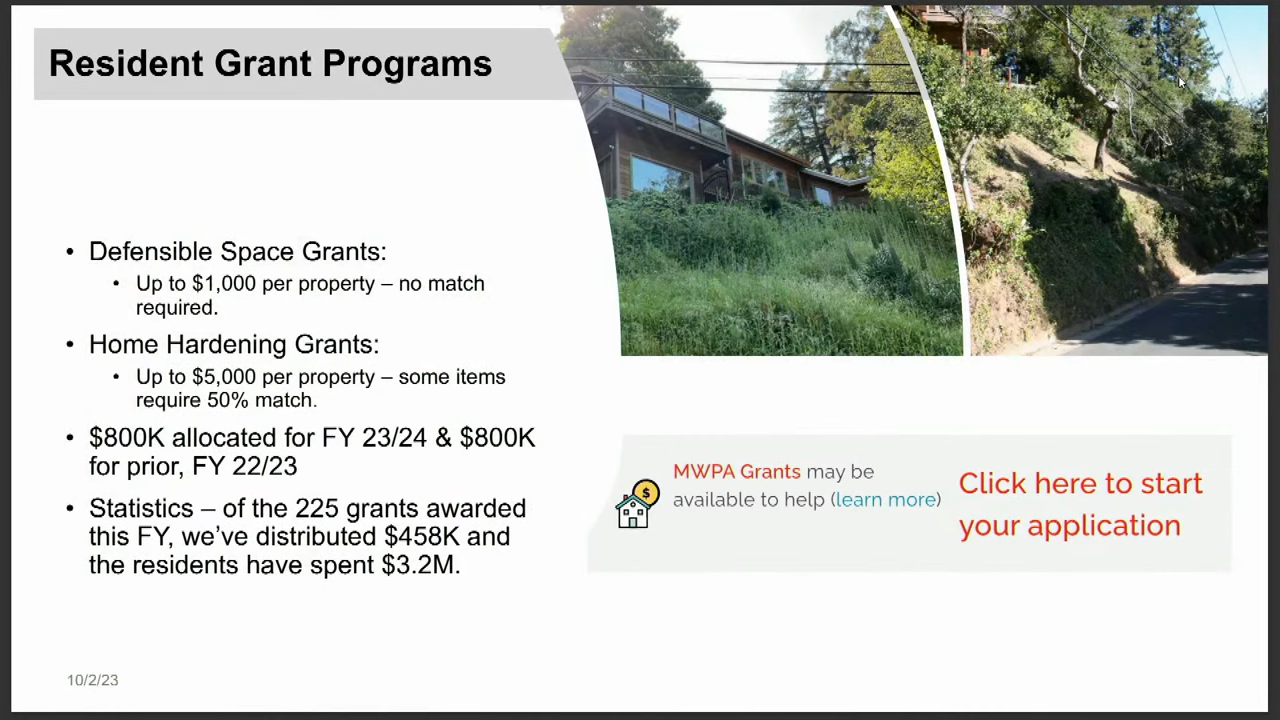 Resident Grant Programs
• Defensible Space Grants:
• Up to $1,000 per property – no match
required.
• Home Hardening Grants:
• Up to $5,000 per property – some items
require 50% match.
• $800K allocated for FY 23/24 & $800K
for prior, FY 22/23
• Statistics – of the 225 grants awarded
this FY, we’ve distributed $458K and
the residents have spent $3.2M.
$
MWPA Grants may be
available to help (learn more)
Click here to start
your application
10/2/23